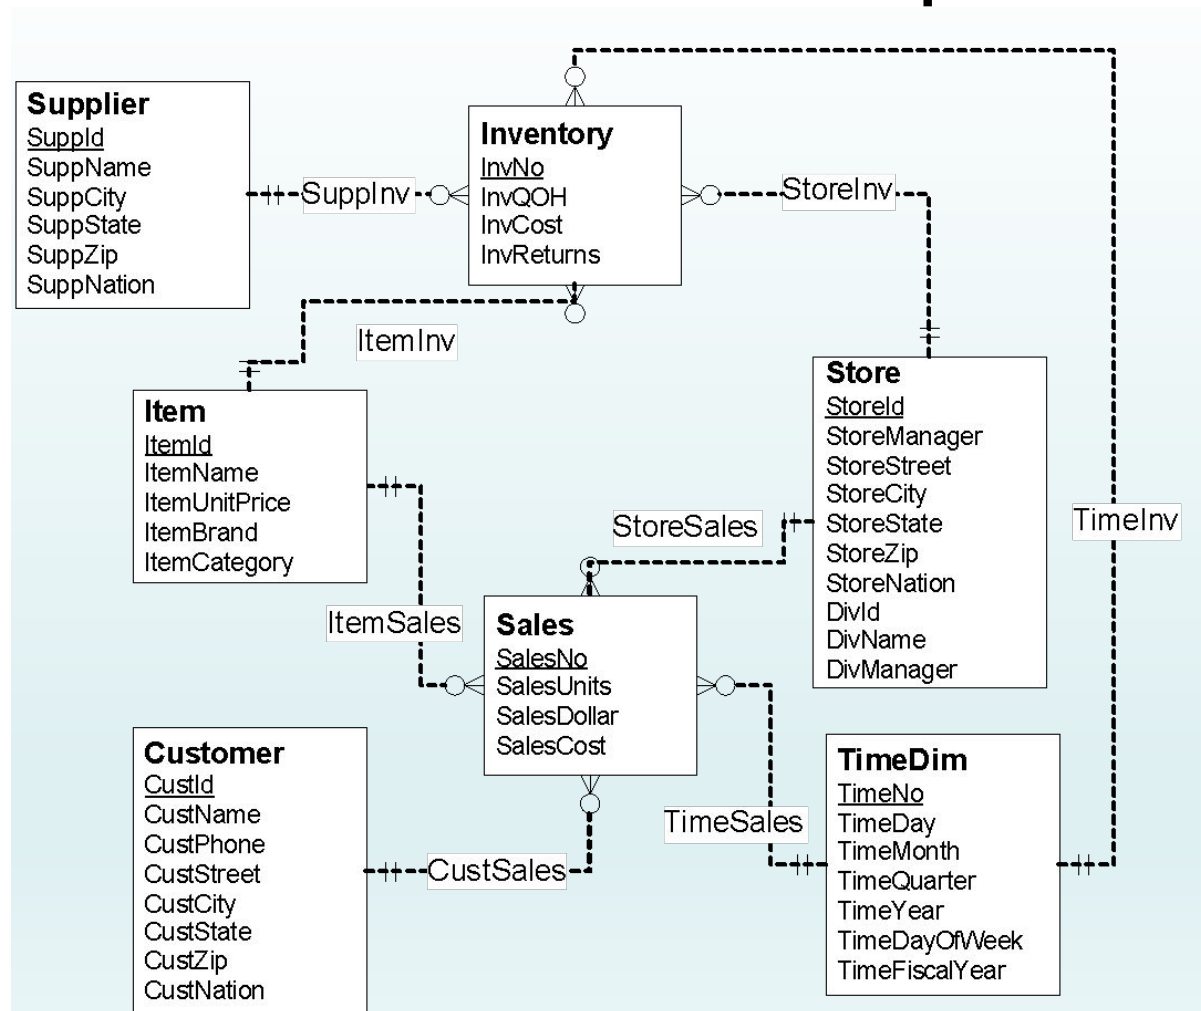 Supplier
SuppId
SuppName
SuppCity
SuppState
SuppZip
SuppNation
SuppInv
Inventory
InvNo
InvQOH
InvCost
InvReturns
StoreInv
ItemInv
Item
ItemId
ItemName
ItemUnitPrice
ItemBrand
ItemCategory
Store
StoreId
StoreManager
StoreStreet
StoreCity
StoreState
StoreZip
StoreNation
DivId
DivName
DivManager
TimeInv
StoreSales
ItemSales
Sales
SalesNo
SalesUnits
SalesDollar
SalesCost
Customer
CustId
CustName
CustPhone
CustStreet
CustCity
CustState
CustZip
CustNation
CustSales
TimeSales
TimeDim
TimeNo
TimeDay
TimeMonth
TimeQuarter
TimeYear
TimeDayOfWeek
TimeFiscalYear